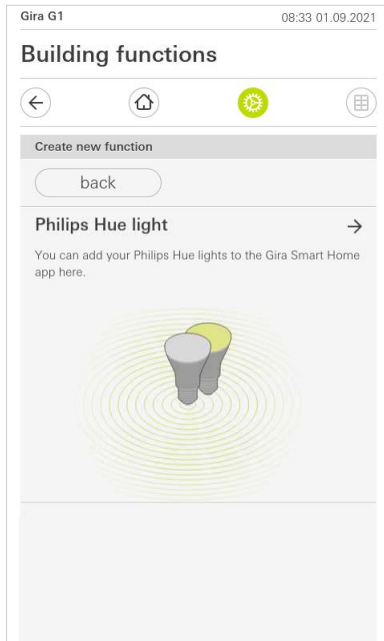 Gira G1 08:33 01.09.2021
Building functions
Create new function
back
Philips Hue light
You can add your Philips Hue lights to the Gira Smart Home
app here.